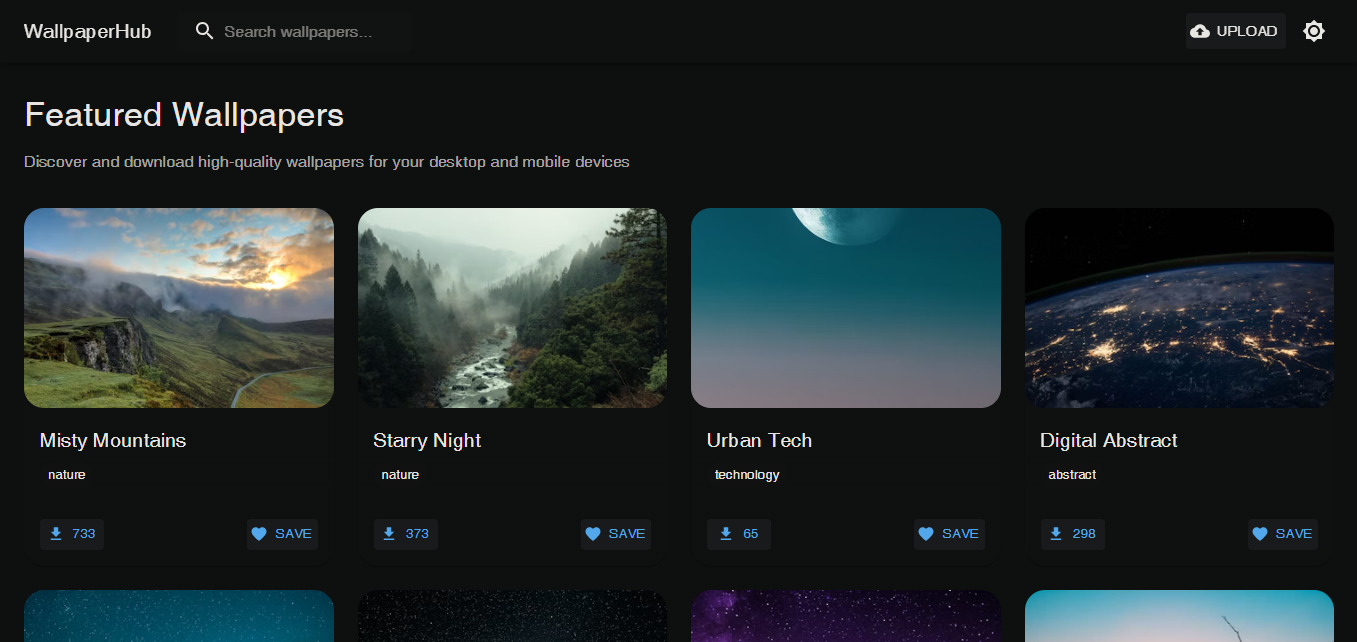 WallpaperHub
Search wallpapers...
UPLOAD
Featured Wallpapers
Discover and download high-quality wallpapers for your desktop and mobile devices
Misty Mountains
nature
733
SAVE
Starry Night
nature
373
SAVE
Urban Tech
technology
65
SAVE
Digital Abstract
abstract
298
SAVE